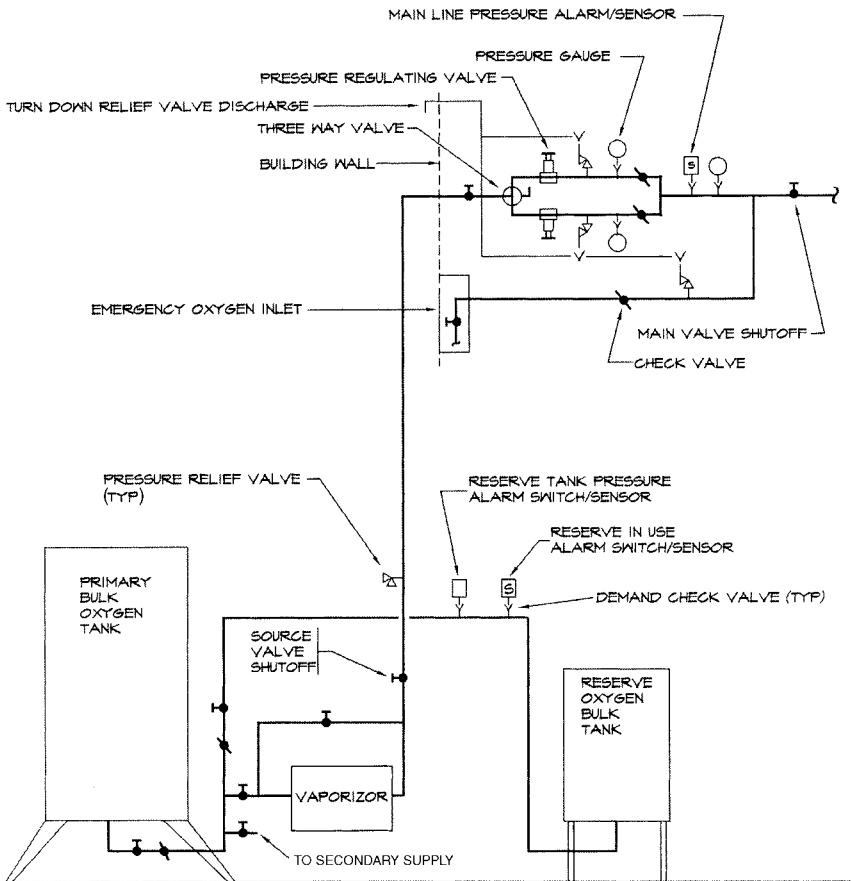 MAIN LINE PRESSURE ALARM/SENSOR
PRESSURE GAUGE
PRESSURE REGULATING VALVE
TURN DOWN RELIEF VALVE DISCHARGE
THREE WAY VALVE
BUILDING WALL
S
EMERGENCY OXYGEN INLET
MAIN VALVE SHUTOFF
CHECK VALVE
PRESSURE RELIEF VALVE
(TYP)
RESERVE TANK PRESSURE
ALARM SWITCH/SENSOR
RESERVE IN USE
ALARM SWITCH/SENSOR
S
DEMAND CHECK VALVE (TYP)
PRIMARY
BULK
OXYGEN
TANK
SOURCE
VALVE
SHUTOFF
RESERVE
OXYGEN
BULK
TANK
VAPORIZOR
TO SECONDARY SUPPLY